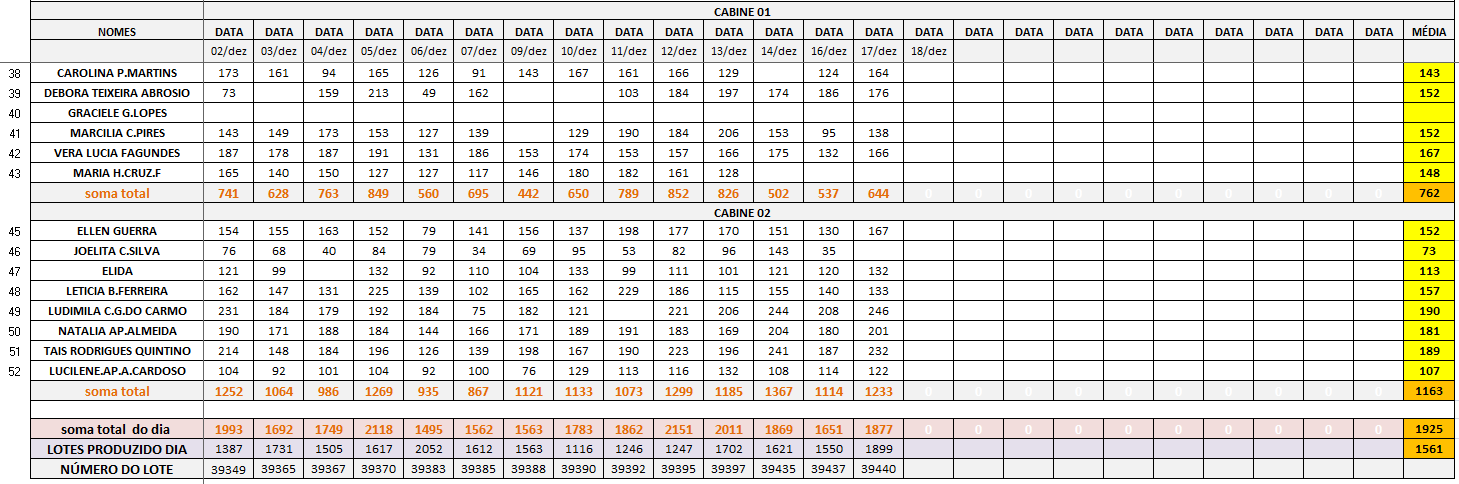 CABINE 01
NOMES DATA DATA DATA DATA DATA DATA DATA DATA DATA DATA DATA DATA DATA DATA DATA DATA DATA DATA DATA DATA DATA DATA DATA DATA MÉDIA
02/dez 03/dez 04/dez 05/dez 06/dez 07/dez 09/dez 10/dez 11/dez 12/dez 13/dez 14/dez 16/dez 17/dez 18/dez
38 CAROLINA P.MARTINS 173 161 94 165 126 91 143 167 161 166 129 124 164 143
39 DEBORA TEIXEIRA ABROSIO 73 159 213 49 162 103 184 197 174 186 176 152
40 GRACIELE G.LOPES
41 MARCILIA C.PIRES 143 149 173 153 127 139 129 190 184 206 153 95 138 152
42 VERA LUCIA FAGUNDES 187 178 187 191 131 186 153 174 153 157 166 175 132 166 167
43 MARIA H.CRUZ.F 165 140 150 127 127 117 146 180 182 161 128 148
soma total 741 628 763 849 560 695 442 650 789 852 826 502 537 644 0 0 0 0 0 0 0 0 0 0 762
CABINE 02
45 ELLEN GUERRA 154 155 163 152 79 141 156 137 198 177 170 151 130 167 152
46 JOELITA C.SILVA 76 68 40 84 79 34 69 95 53 82 96 143 35 73
47 ELIDA 121 99 132 92 110 104 133 99 111 101 121 120 132 113
48 LETICIA B.FERREIRA 162 147 131 225 139 102 165 162 229 186 115 155 140 133 157
49 LUDIMILA C.G.DO CARMO 231 184 179 192 184 75 182 121 221 206 244 208 246 190
50 NATALIA AP.ALMEIDA 190 171 188 184 144 166 171 189 191 183 169 204 180 201 181
51 TAIS RODRIGUES QUINTINO 214 148 184 196 126 139 198 167 190 223 196 241 187 232 189
52 LUCILENE.AP.A.CARDOSO 104 92 101 104 92 100 76 129 113 116 132 108 114 122 107
soma total 1252 1064 986 1269 935 867 1121 1133 1073 1299 1185 1367 1114 1233 0 0 0 0 0 0 0 0 0 0 1163
soma total do dia 1993 1692 1749 2118 1495 1562 1563 1783 1862 2151 2011 1869 1651 1877 0 0 0 0 0 0 0 0 0 0 1925
LOTES PRODUZIDO DIA 1387 1731 1505 1617 2052 1612 1563 1116 1246 1247 1702 1621 1550 1899 1561
NÚMERO DO LOTE 39349 39365 39367 39370 39383 39385 39388 39390 39392 39395 39397 39435 39437 39440